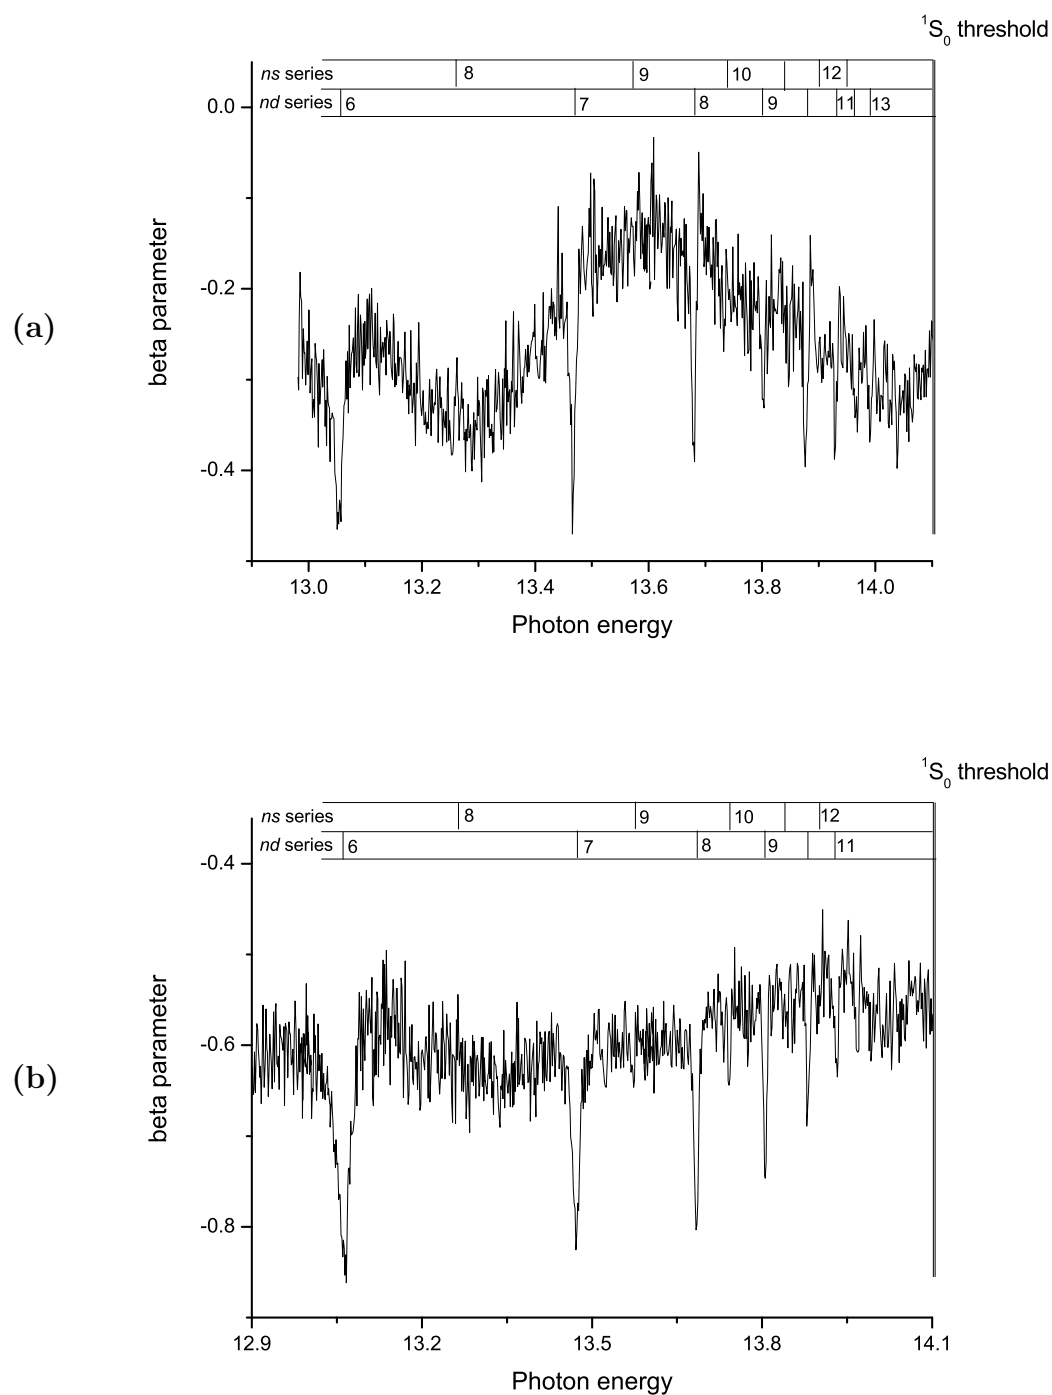 (a)
¹S₀ threshold
ns series 8 9 10 12
nd series 6 7 8 9 11 13
0.0
-0.2
-0.4
beta parameter
13.0 13.2 13.4 13.6 13.8 14.0
Photon energy
(b)
¹S₀ threshold
ns series 8 9 10 12
nd series 6 7 8 9 11
-0.4
-0.6
-0.8
beta parameter
12.9 13.2 13.5 13.8 14.1
Photon energy